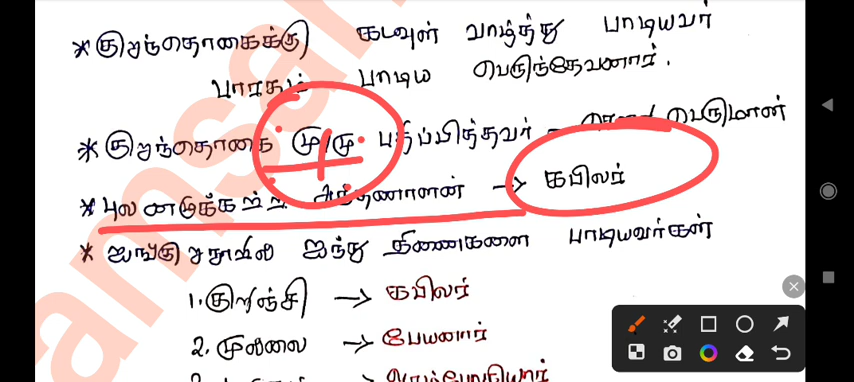 * குறுந்தொகைக்கு கடவுள் வாழ்த்து பாடியவர்
பாரதம் பாடிய பெருந்தேவனார்.
* குறுந்தொகை முழு பதிப்பித்தவர் பெருமான்
* புலனழுக்கற்ற அந்தணாளன் → கபிலர்
* ஐங்குறுநூறில் ஐந்து திணைகளை பாடியவர்கள்
1. குறிஞ்சி → கபிலர்
2. முல்லை → பேயனார்